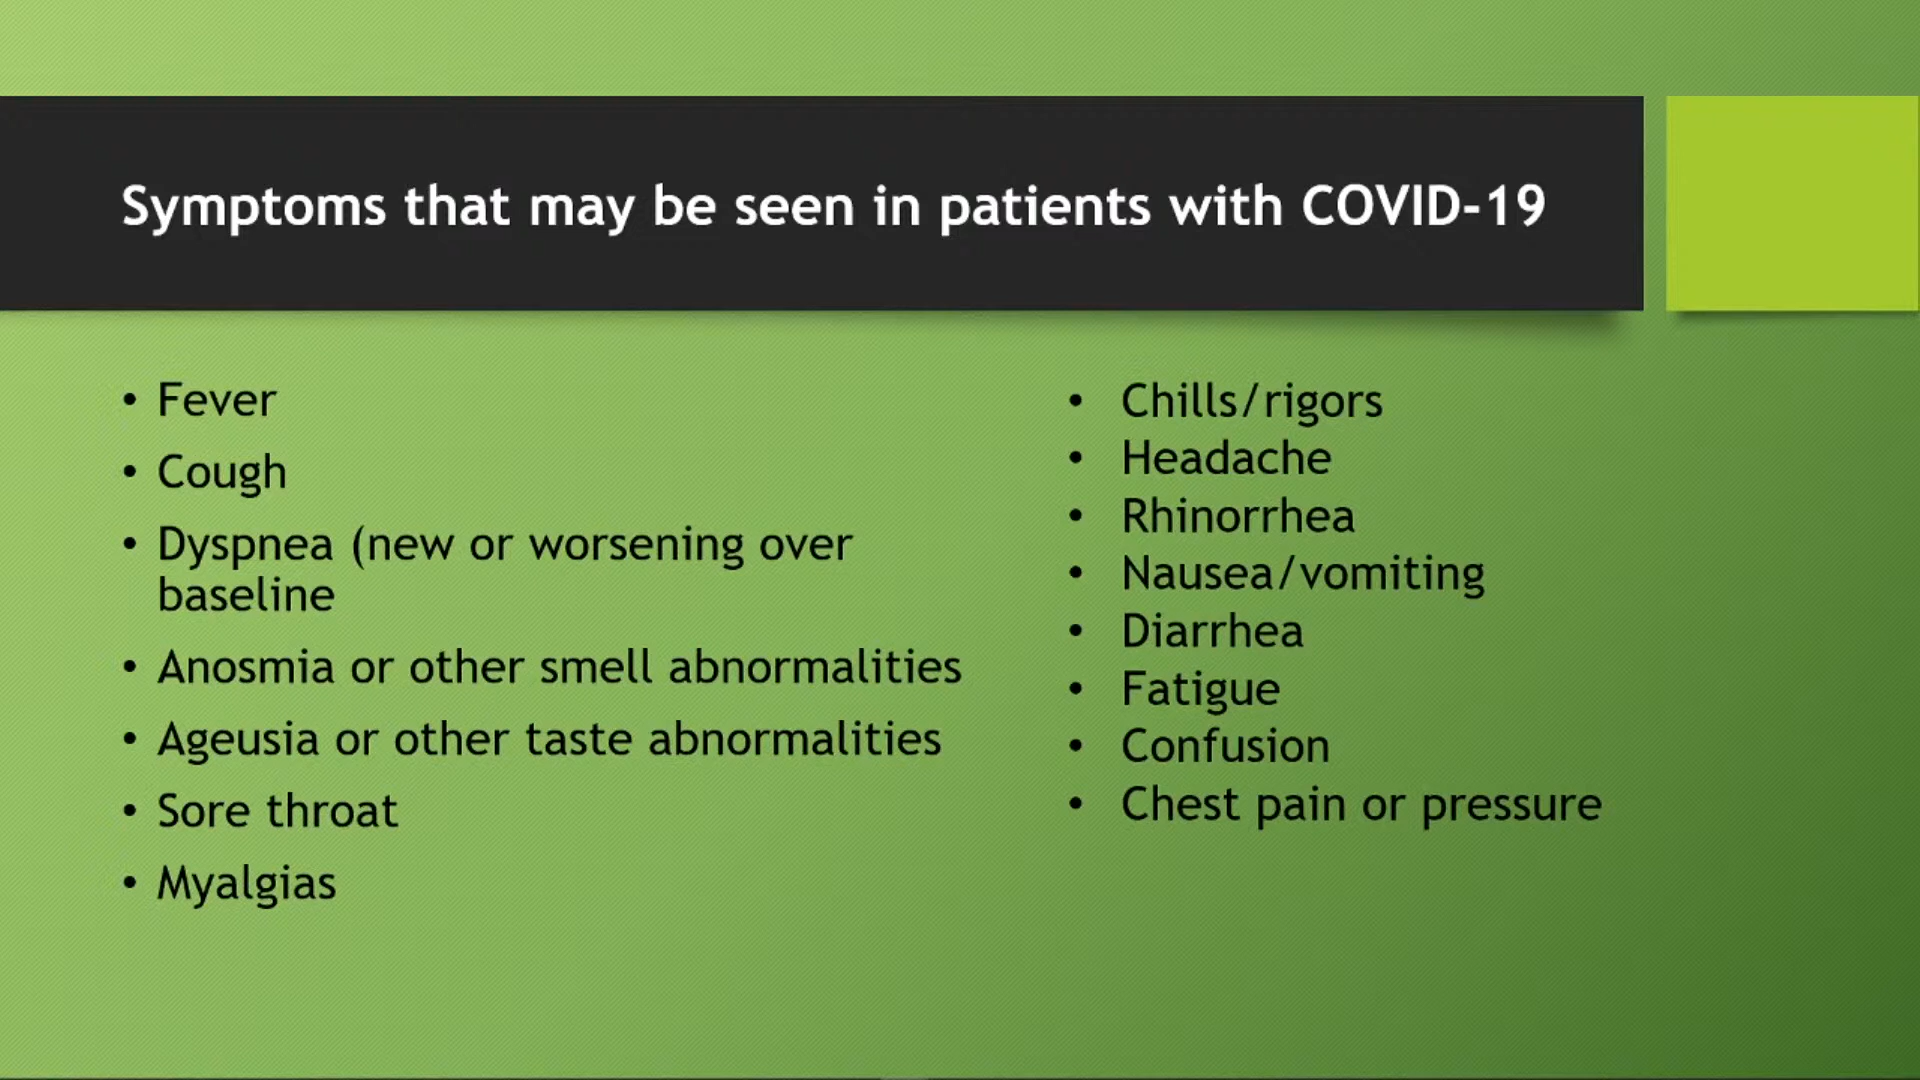 Symptoms that may be seen in patients with COVID-19
• Fever
• Cough
• Dyspnea (new or worsening over
baseline
• Anosmia or other smell abnormalities
• Ageusia or other taste abnormalities
• Sore throat
• Myalgias
• Chills/rigors
• Headache
• Rhinorrhea
• Nausea/vomiting
• Diarrhea
• Fatigue
• Confusion
• Chest pain or pressure